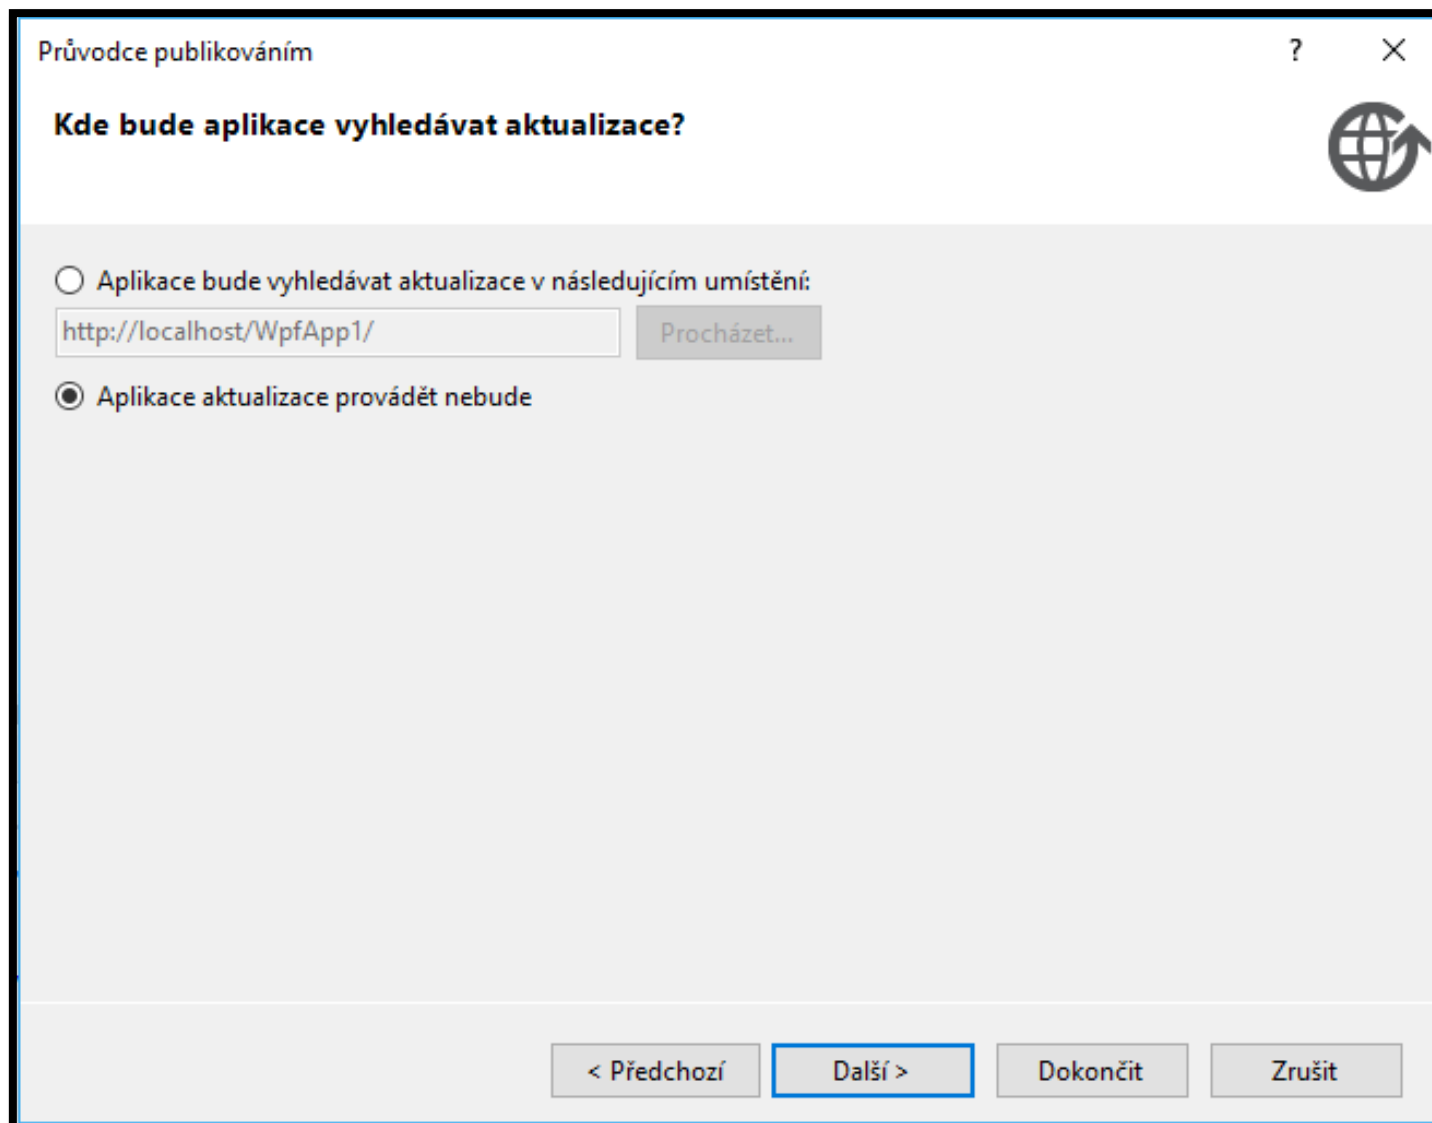 Průvodce publikováním ?
Kde bude aplikace vyhledávat aktualizace?
Aplikace bude vyhledávat aktualizace v následujícím umístění:
http://localhost/WpfApp1/ Procházet...
Aplikace aktualizace provádět nebude
< Předchozí Další > Dokončit Zrušit